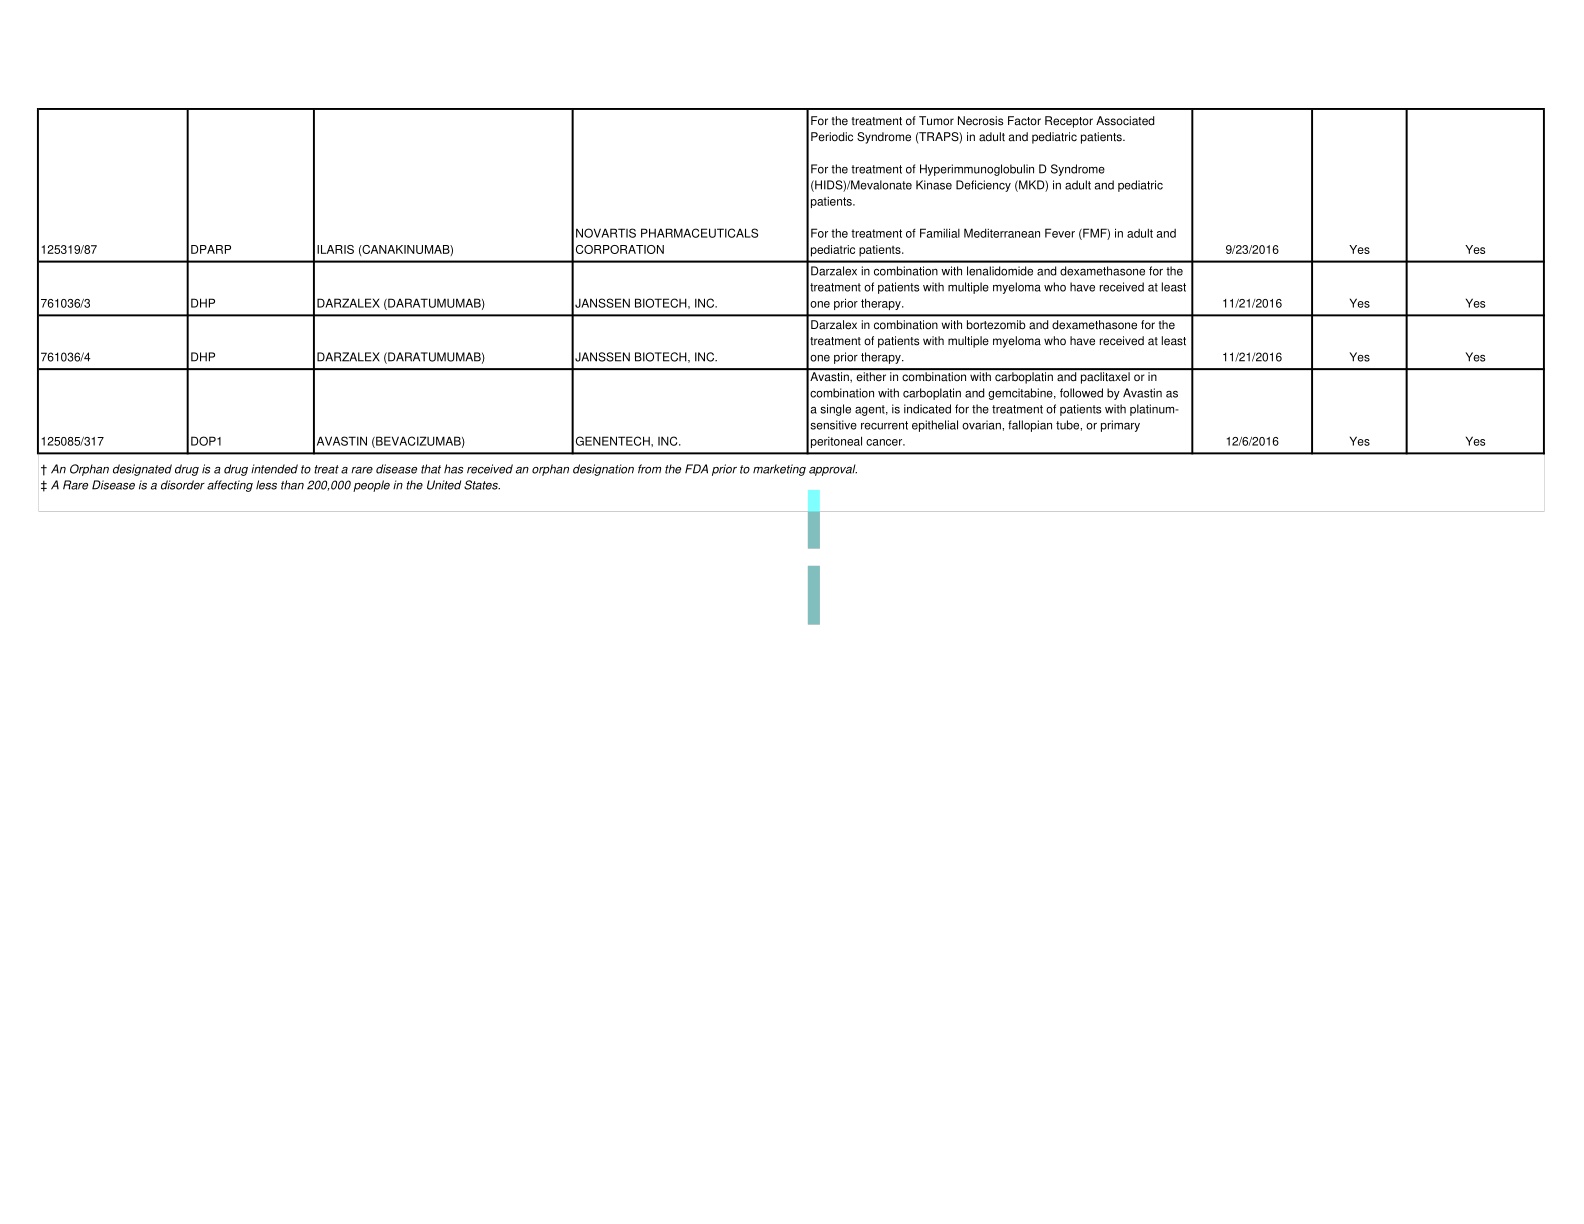 For the treatment of Tumor Necrosis Factor Receptor Associated
Periodic Syndrome (TRAPS) in adult and pediatric patients.
For the treatment of Hyperimmunoglobulin D Syndrome
(HIDS)/Mevalonate Kinase Deficiency (MKD) in adult and pediatric
patients.
For the treatment of Familial Mediterranean Fever (FMF) in adult and
pediatric patients.
125319/87 DPARP ILARIS (CANAKINUMAB) NOVARTIS PHARMACEUTICALS
CORPORATION 9/23/2016 Yes Yes
Darzalex in combination with lenalidomide and dexamethasone for the
treatment of patients with multiple myeloma who have received at least
one prior therapy.
761036/3 DHP DARZALEX (DARATUMUMAB) JANSSEN BIOTECH, INC. 11/21/2016 Yes Yes
Darzalex in combination with bortezomib and dexamethasone for the
treatment of patients with multiple myeloma who have received at least
one prior therapy.
761036/4 DHP DARZALEX (DARATUMUMAB) JANSSEN BIOTECH, INC. 11/21/2016 Yes Yes
Avastin, either in combination with carboplatin and paclitaxel or in
combination with carboplatin and gemcitabine, followed by Avastin as
a single agent, is indicated for the treatment of patients with platinum-
sensitive recurrent epithelial ovarian, fallopian tube, or primary
peritoneal cancer.
125085/317 DOP1 AVASTIN (BEVACIZUMAB) GENENTECH, INC. 12/6/2016 Yes Yes
† An Orphan designated drug is a drug intended to treat a rare disease that has received an orphan designation from the FDA prior to marketing approval.
‡ A Rare Disease is a disorder affecting less than 200,000 people in the United States.